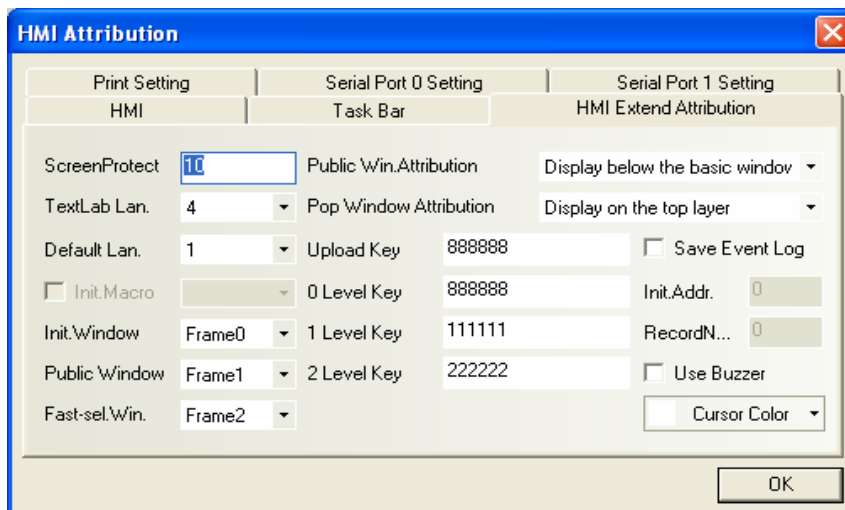 HMI Attribution
Print Setting Serial Port 0 Setting Serial Port 1 Setting
HMI Task Bar HMI Extend Attribution
ScreenProtect 10 Public Win.Attribution Display below the basic window
TextLab Lan. 4 Pop Window Attribution Display on the top layer
Default Lan. 1 Upload Key 888888 Save Event Log
Init.Macro 0 Level Key 888888 Init.Addr. 0
Init.Window Frame0 1 Level Key 111111 RecordN... 0
Public Window Frame1 2 Level Key 222222 Use Buzzer
Fast-sel.Win. Frame2 Cursor Color
OK